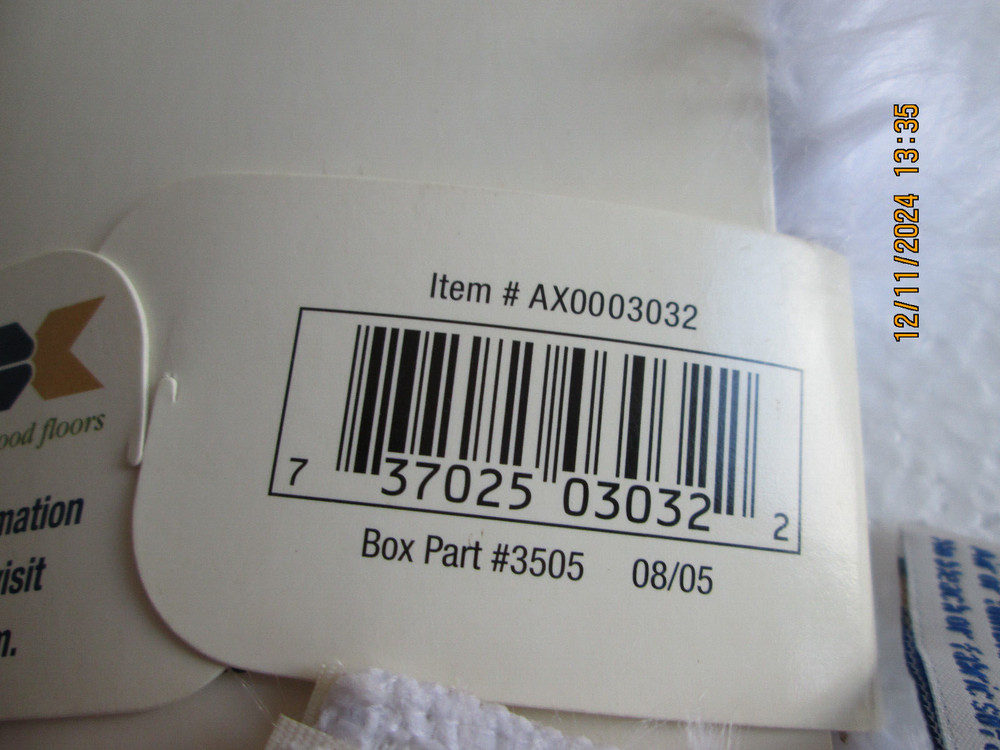 Item # AX0003032
7 37025 03032 2
Box Part #3505 08/05
ood floors
mation
isit
n.
12/11/2024 13:35